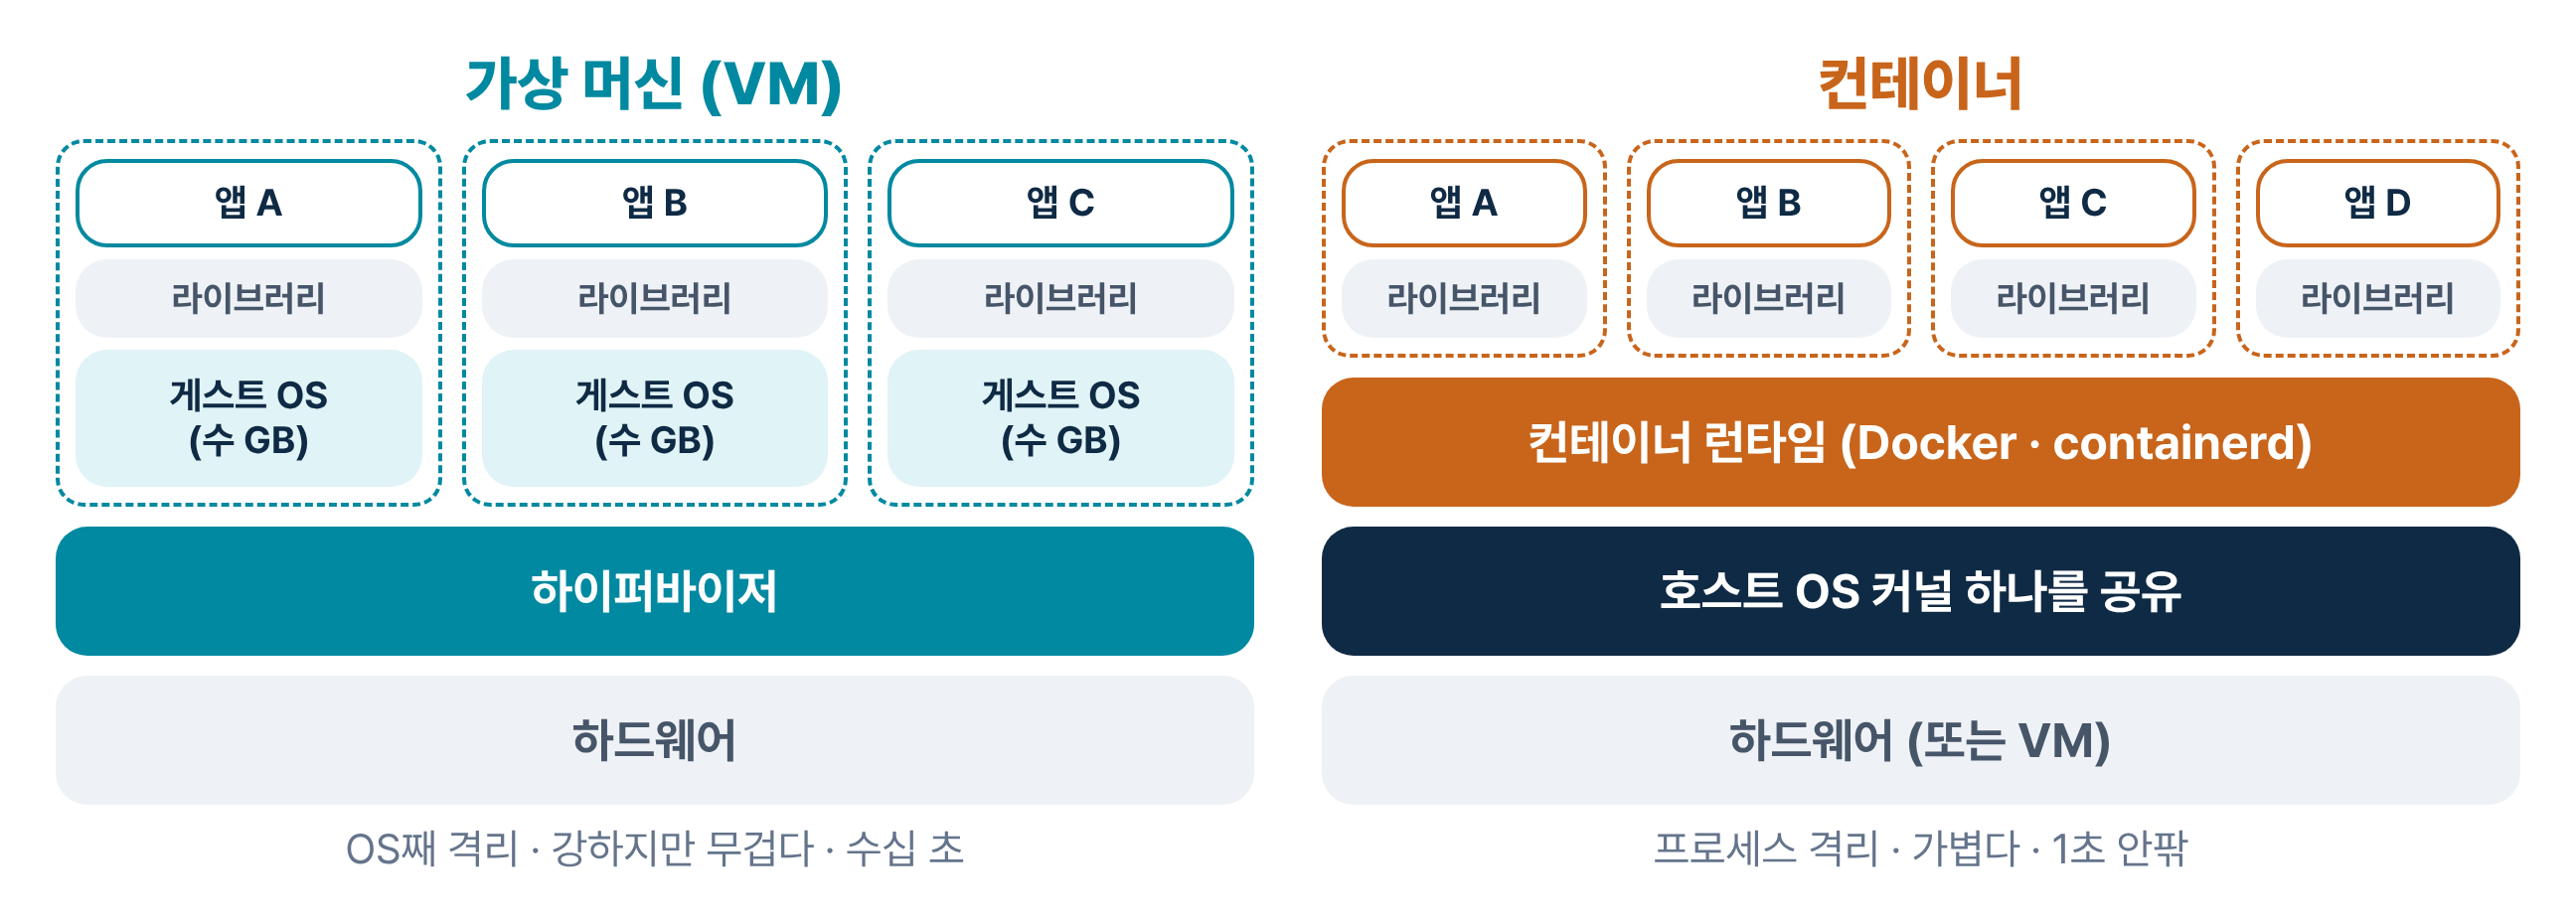 가상 머신 (VM)
앱 A
라이브러리
게스트 OS
(수 GB)
앱 B
라이브러리
게스트 OS
(수 GB)
앱 C
라이브러리
게스트 OS
(수 GB)
하이퍼바이저
하드웨어
OS째 격리 · 강하지만 무겁다 · 수십 초
컨테이너
앱 A
라이브러리
앱 B
라이브러리
앱 C
라이브러리
앱 D
라이브러리
컨테이너 런타임 (Docker · containerd)
호스트 OS 커널 하나를 공유
하드웨어 (또는 VM)
프로세스 격리 · 가볍다 · 1초 안팎